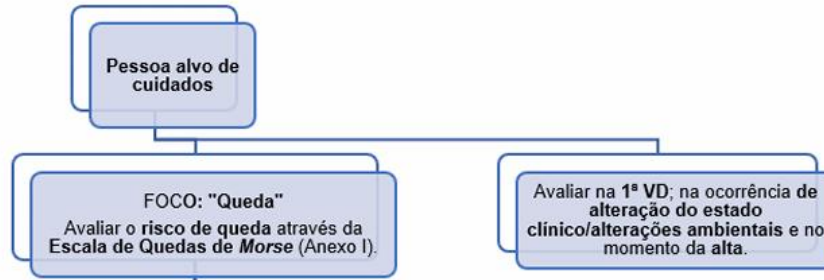 Pessoa alvo de
cuidados
FOCO: "Queda"
Avaliar o risco de queda através da
Escala de Quedas de Morse (Anexo I).
Avaliar na 1ª VD; na ocorrência de
alteração do estado
clínico/alterações ambientais e no
momento da alta.